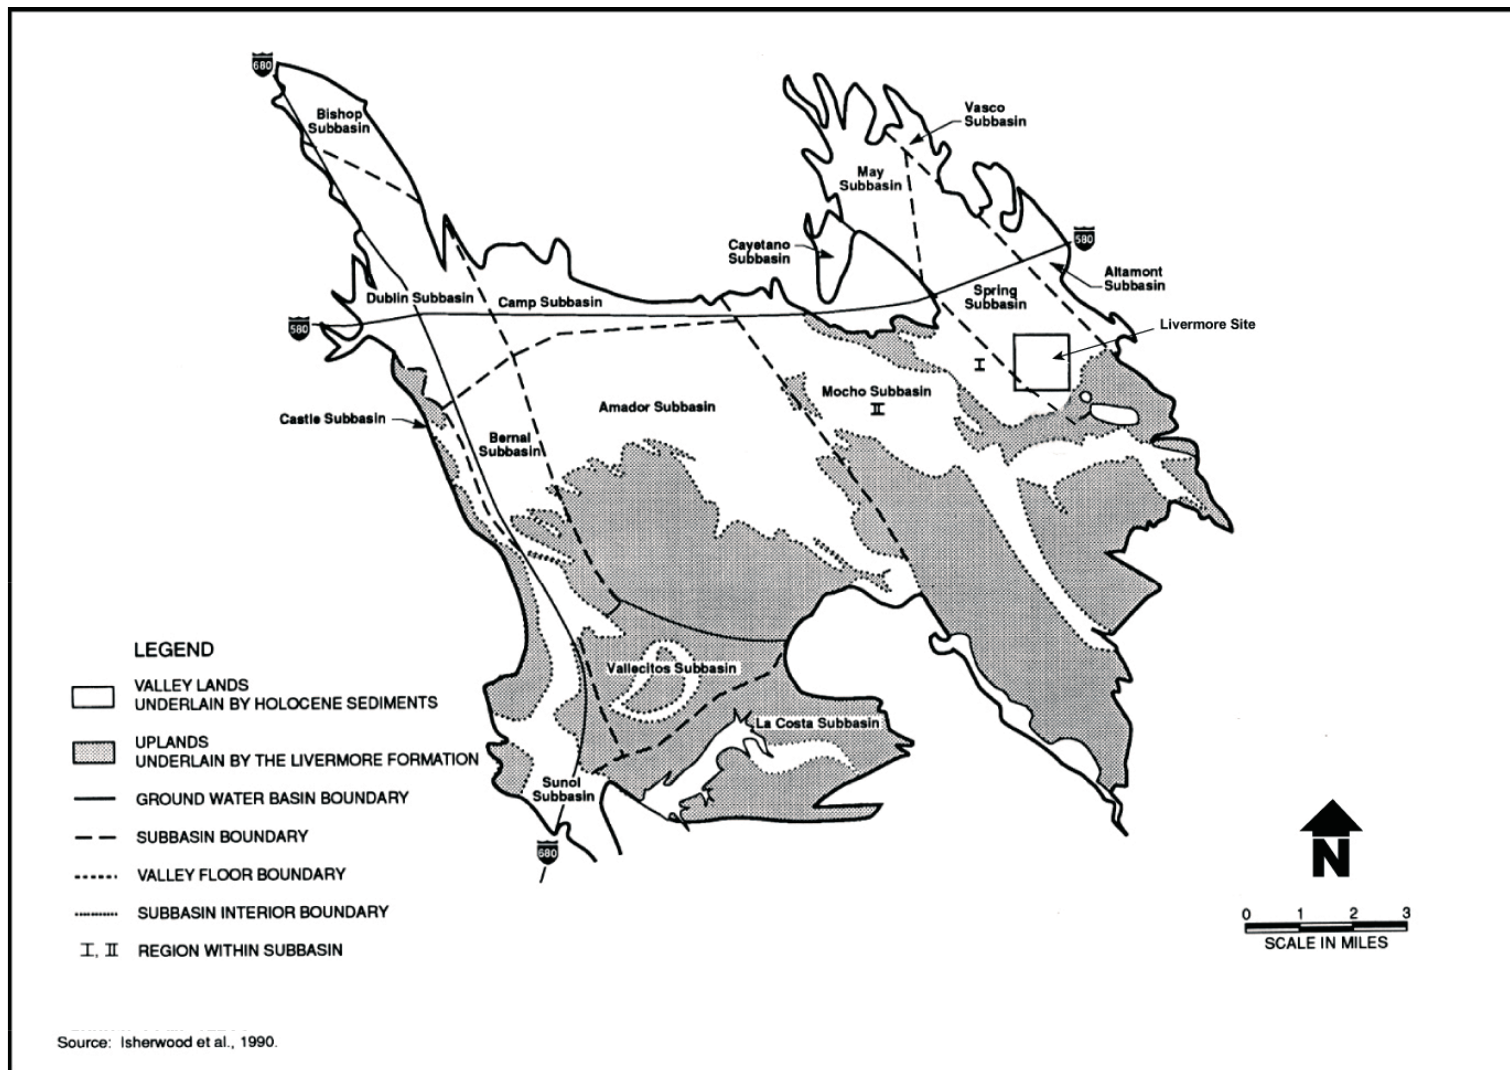 680
Bishop
Subbasin
Vasco
Subbasin
May
Subbasin
Cayetano
Subbasin
580
Altamont
Subbasin
Spring
Subbasin
Dublin Subbasin
Camp Subbasin
580
Livermore Site
I
Mocho Subbasin
II
Amador Subbasin
Castle Subbasin
Bernal
Subbasin
Vallecitos Subbasin
La Costa Subbasin
Sunol
Subbasin
680
LEGEND
VALLEY LANDS
UNDERLAIN BY HOLOCENE SEDIMENTS
UPLANDS
UNDERLAIN BY THE LIVERMORE FORMATION
GROUND WATER BASIN BOUNDARY
SUBBASIN BOUNDARY
VALLEY FLOOR BOUNDARY
SUBBASIN INTERIOR BOUNDARY
I, II REGION WITHIN SUBBASIN
N
0 1 2 3
SCALE IN MILES
Source: Isherwood et al., 1990.